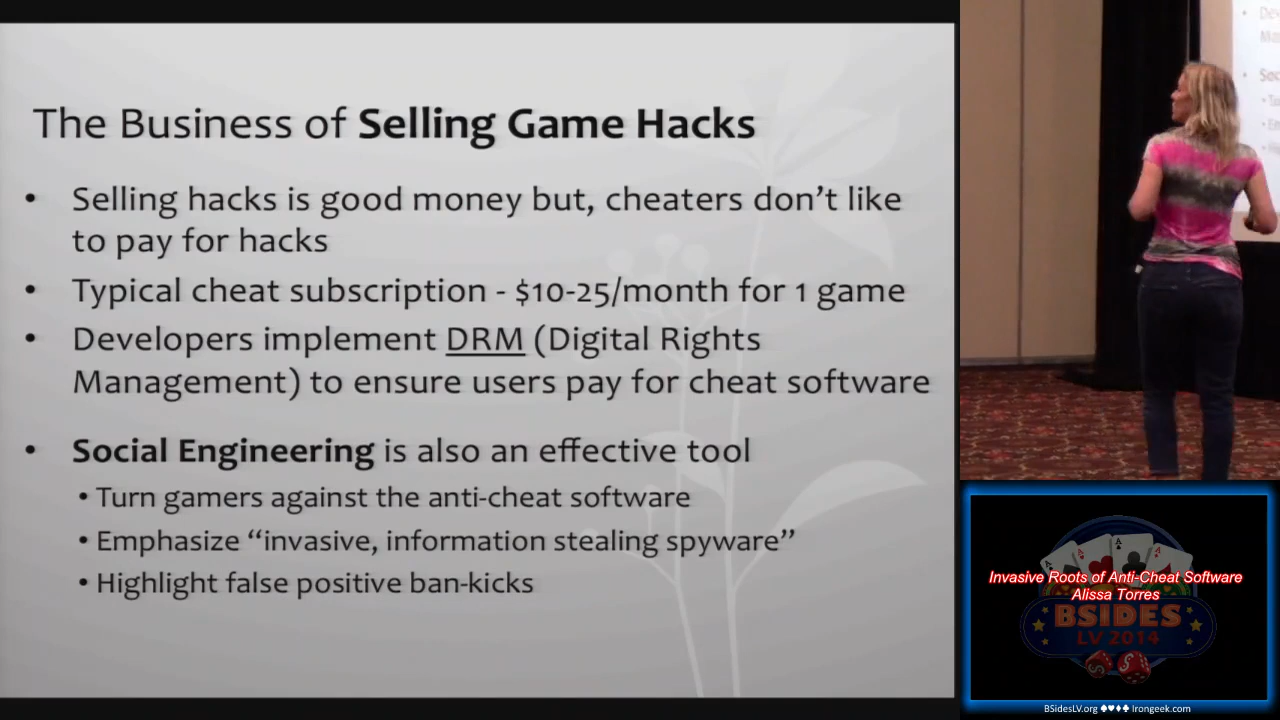 The Business of Selling Game Hacks
• Selling hacks is good money but, cheaters don’t like
to pay for hacks
• Typical cheat subscription - $10-25/month for 1 game
• Developers implement DRM (Digital Rights
Management) to ensure users pay for cheat software
• Social Engineering is also an effective tool
• Turn gamers against the anti-cheat software
• Emphasize “invasive, information stealing spyware”
• Highlight false positive ban-kicks
Invasive Roots of Anti-Cheat Software
Alissa Torres
BSIDES
LV 2014
BSidesLV.org ♠♥♦♣ Irongeek.com